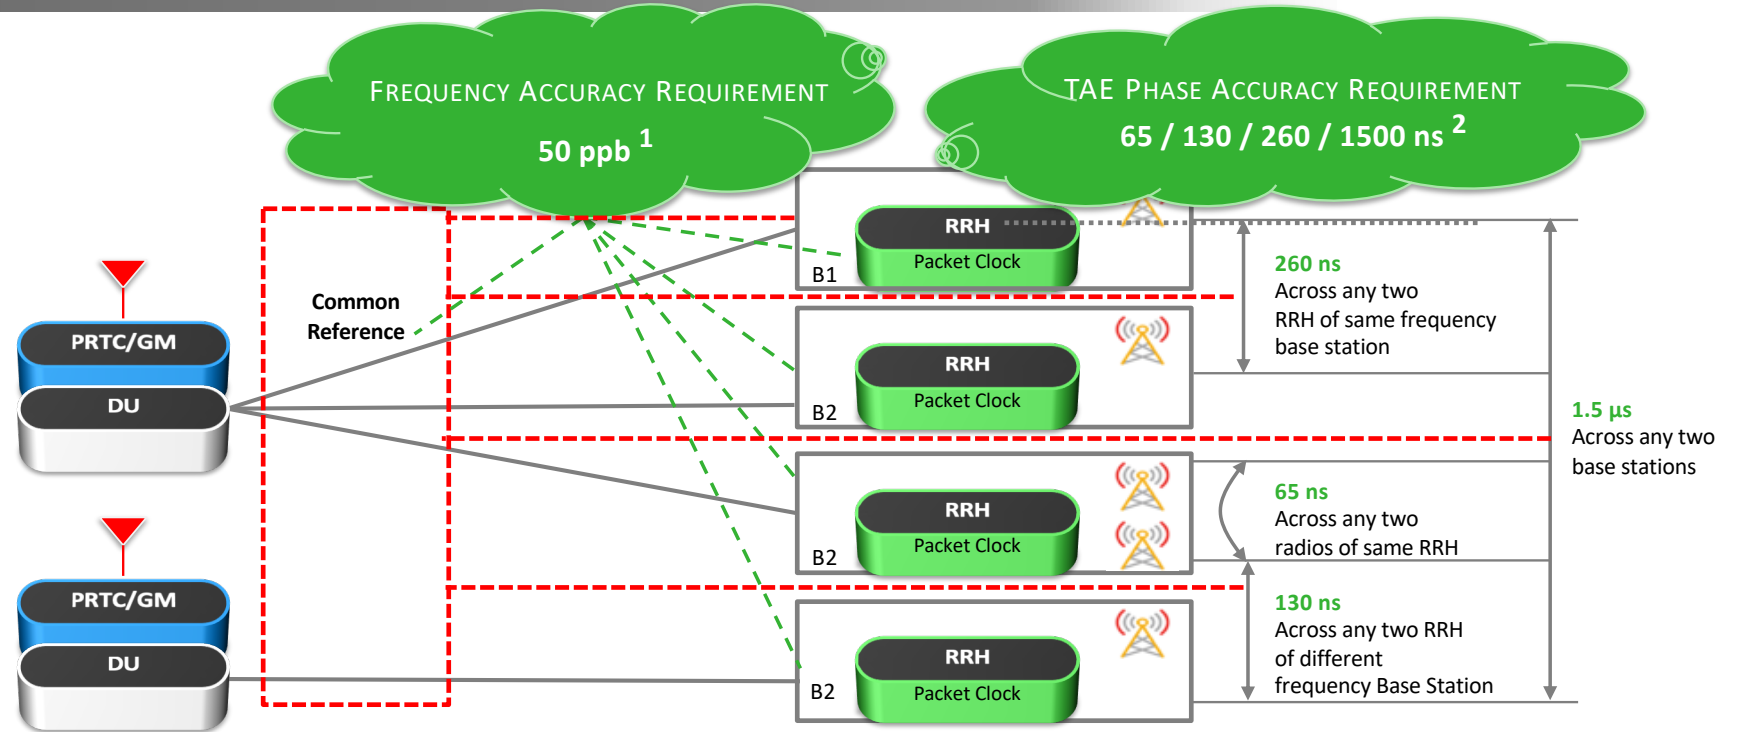 FREQUENCY ACCURACY REQUIREMENT
50 ppb 1
TAE PHASE ACCURACY REQUIREMENT
65 / 130 / 260 / 1500 ns 2
Common
Reference
PRTC/GM
DU
PRTC/GM
DU
RRH
Packet Clock
B1
RRH
Packet Clock
B2
RRH
Packet Clock
B2
RRH
Packet Clock
B2
260 ns
Across any two
RRH of same frequency
base station
65 ns
Across any two
radios of same RRH
130 ns
Across any two RRH
of different
frequency Base Station
1.5 µs
Across any two
base stations